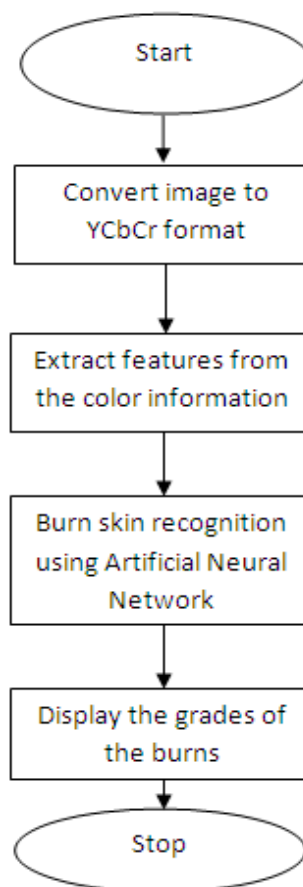 Start
Convert image to
YCbCr format
Extract features from
the color information
Burn skin recognition
using Artificial Neural
Network
Display the grades of
the burns
Stop